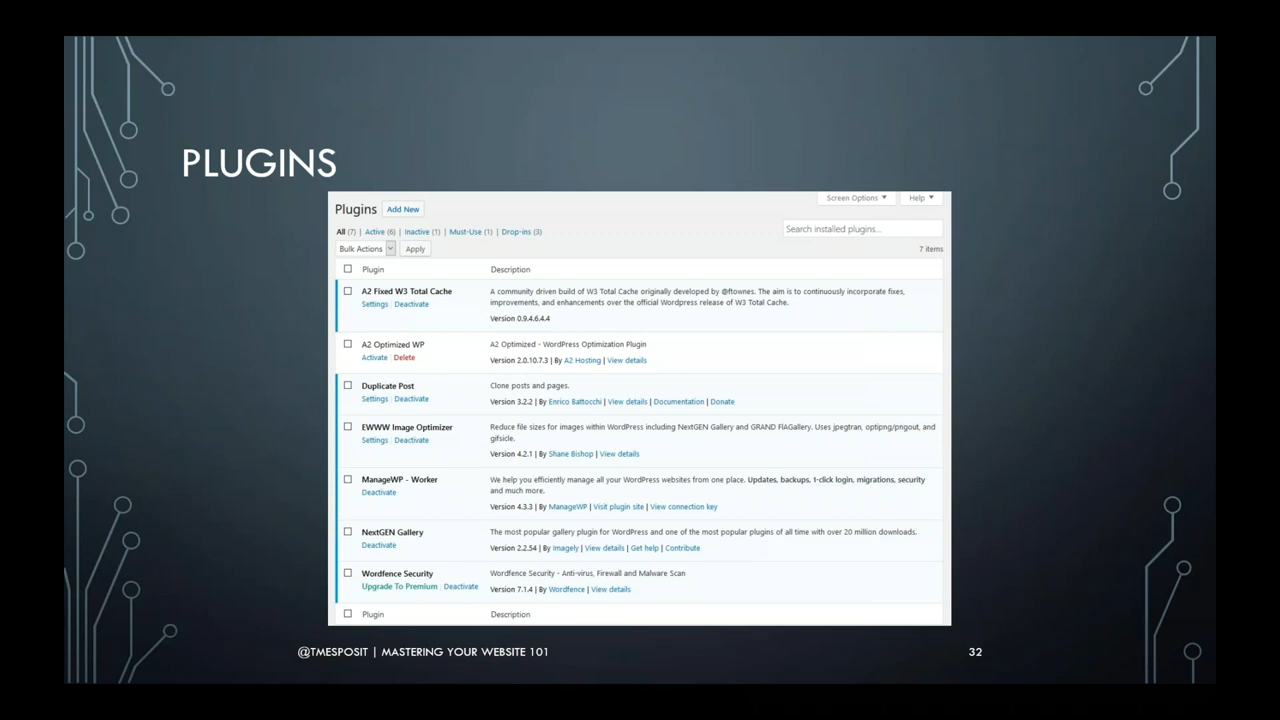 PLUGINS
Screen Options ▼ Help ▼
Plugins Add New
All (7) | Active (6) | Inactive (1) | Must-Use (1) | Drop-ins (3)
Search installed plugins...
Bulk Actions Apply 7 items
Plugin Description
A2 Fixed W3 Total Cache A community driven build of W3 Total Cache originally developed by @ftownes. The aim is to continuously incorporate fixes,
Settings | Deactivate improvements, and enhancements over the official Wordpress release of W3 Total Cache.
Version 0.9.4.6.4.4
A2 Optimized WP A2 Optimized - WordPress Optimization Plugin
Activate | Delete Version 2.0.10.7.3 | By A2 Hosting | View details
Duplicate Post Clone posts and pages.
Settings | Deactivate Version 3.2.2 | By Enrico Battocchi | View details | Documentation | Donate
EWWW Image Optimizer Reduce file sizes for images within WordPress including NextGEN Gallery and GRAND FlAGallery. Uses jpegtran, optipng/pngout, and
Settings | Deactivate gifsicle.
Version 4.2.1 | By Shane Bishop | View details
ManageWP - Worker We help you efficiently manage all your WordPress websites from one place. Updates, backups, 1-click login, migrations, security
Deactivate and much more.
Version 4.3.3 | By ManageWP | Visit plugin site | View connection key
NextGEN Gallery The most popular gallery plugin for WordPress and one of the most popular plugins of all time with over 20 million downloads.
Deactivate Version 2.2.54 | By Imagely | View details | Get help | Contribute
Wordfence Security Wordfence Security - Anti-virus, Firewall and Malware Scan
Upgrade To Premium | Deactivate Version 7.1.4 | By Wordfence | View details
Plugin Description
@TMESPOSIT | MASTERING YOUR WEBSITE 101 32